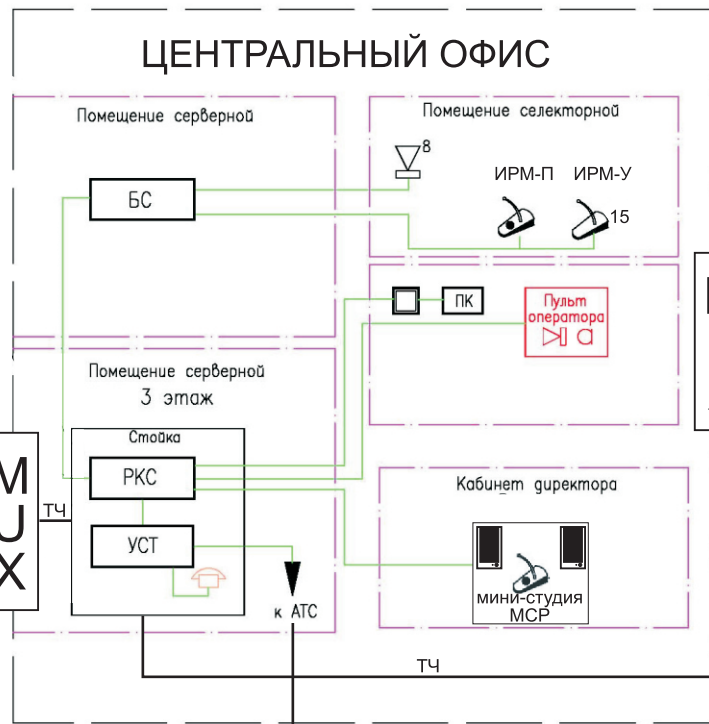 ЦЕНТРАЛЬНЫЙ ОФИС
Помещение серверной
Помещение селекторной
8
ИРМ-П
ИРМ-У
БС
15
ПК
Пульт
оператора
Помещение серверной
3 этаж
Стойка
РКС
Кабинет директора
MUX
ТЧ
УСТ
мини-студия
МСР
к АТС
ТЧ